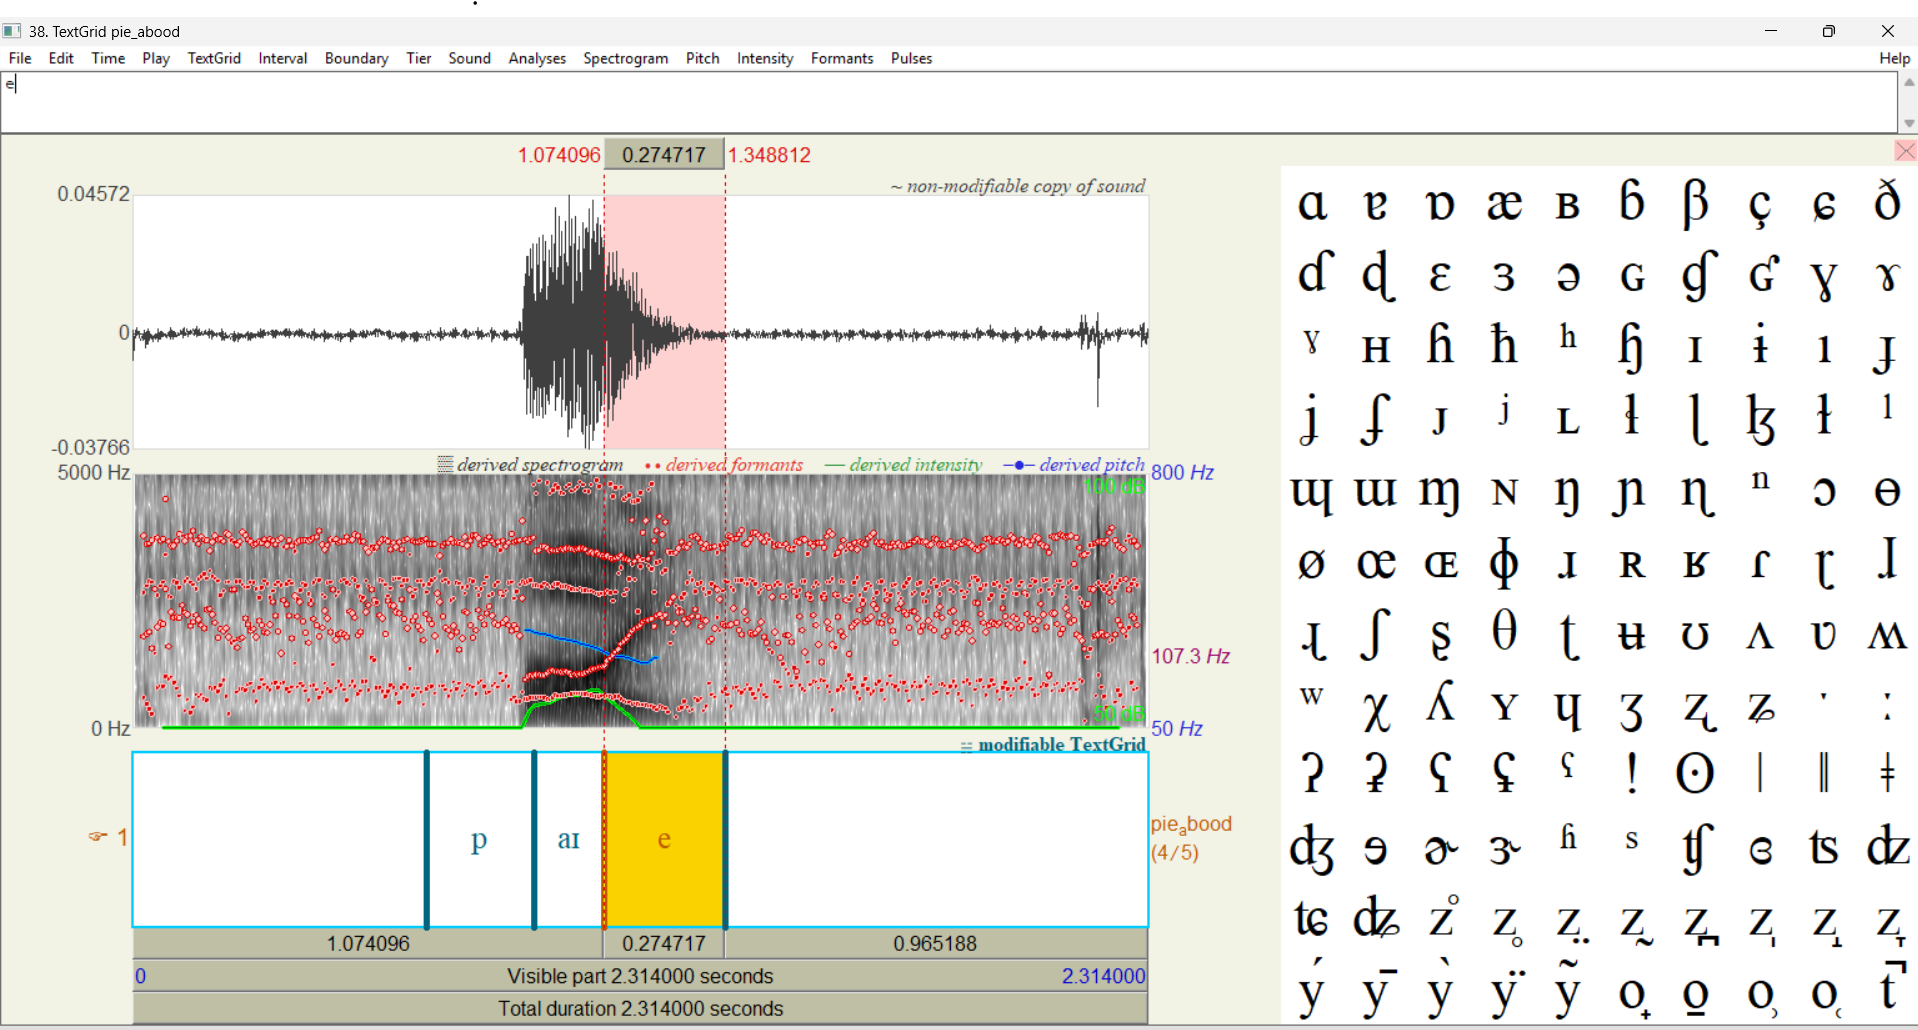 38. TextGrid pie_abood
File Edit Time Play TextGrid Interval Boundary Tier Sound Analyses Spectrogram Pitch Intensity Formants Pulses Help
e
1.074096 0.274717 1.348812
~ non-modifiable copy of sound
0.04572
0
-0.03766
derived spectrogram derived formants derived intensity derived pitch
5000 Hz 800 Hz
100 dB
107.3 Hz
50 dB
0 Hz 50 Hz
modifiable TextGrid
☞ 1 p aɪ e pieabood
(4/5)
1.074096 0.274717 0.965188
0 Visible part 2.314000 seconds 2.314000
Total duration 2.314000 seconds
ɑ ɐ ɒ æ ʙ ɓ β ç ɕ ð
ɗ ɖ ɛ ɜ ə ɢ ɠ ʛ ɣ ɤ
ˠ ʜ ɦ ħ ʰ ɧ ɪ ɨ ı ɟ
ʝ ʄ ᴊ ʲ ʟ ɫ ɭ ɮ ɫ ˡ
ɰ ɯ ɱ ɴ ŋ ɲ ɳ ⁿ ɔ ɵ
ø œ ɶ ɸ ɹ ʀ ʁ ɾ ɽ ɺ
ɻ ʃ ʂ θ ʈ ʉ ʊ ʌ ʋ ʍ
ʷ χ ʎ ʏ ɥ ʒ ʐ ʑ ˑ ː
ʔ ʡ ʕ ʢ ˤ ! ʘ ǀ ǁ ǂ
ʤ ɘ ɚ ɝ ʱ ˢ ʧ ɞ ʦ ʣ
ʨ ʥ z̊ z̥ z̤ z̰ z̻ z̩ z̺ z̞
ý ȳ ỳ ÿ ỹ o̟ o̠ o̹ o̜ t̚